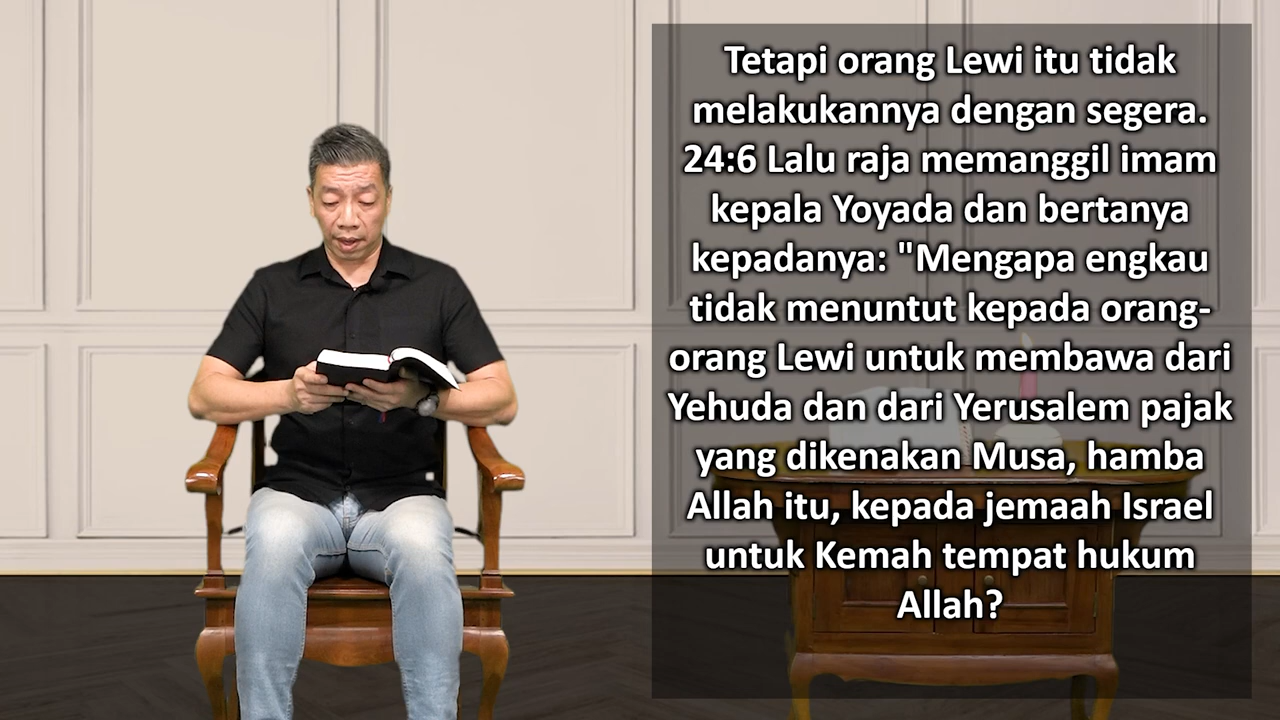 Tetapi orang Lewi itu tidak
melakukannya dengan segera.
24:6 Lalu raja memanggil imam
kepala Yoyada dan bertanya
kepadanya: "Mengapa engkau
tidak menuntut kepada orang-
orang Lewi untuk membawa dari
Yehuda dan dari Yerusalem pajak
yang dikenakan Musa, hamba
Allah itu, kepada jemaah Israel
untuk Kemah tempat hukum
Allah?